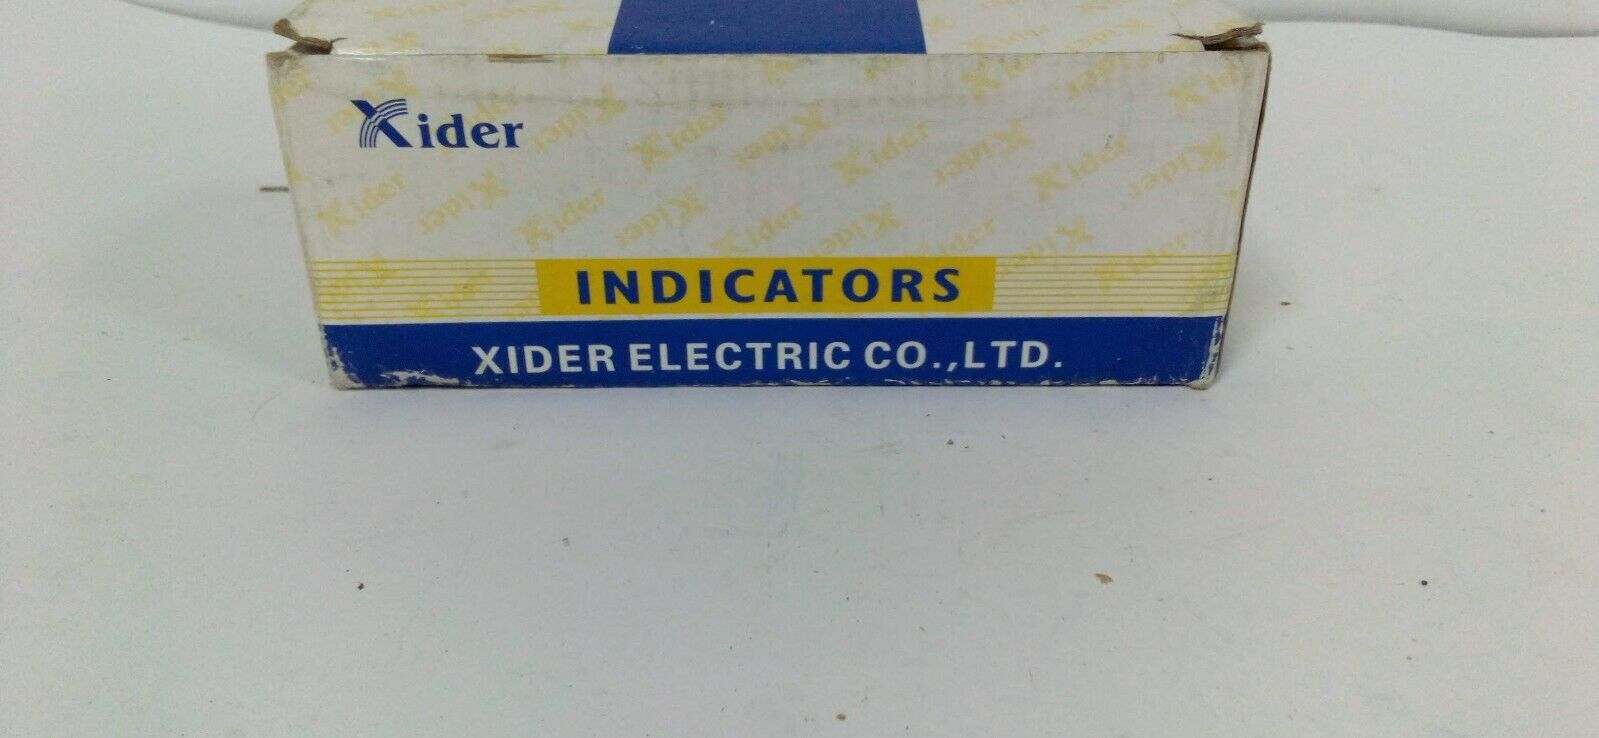 Xider
INDICATORS
XIDER ELECTRIC CO.,LTD.